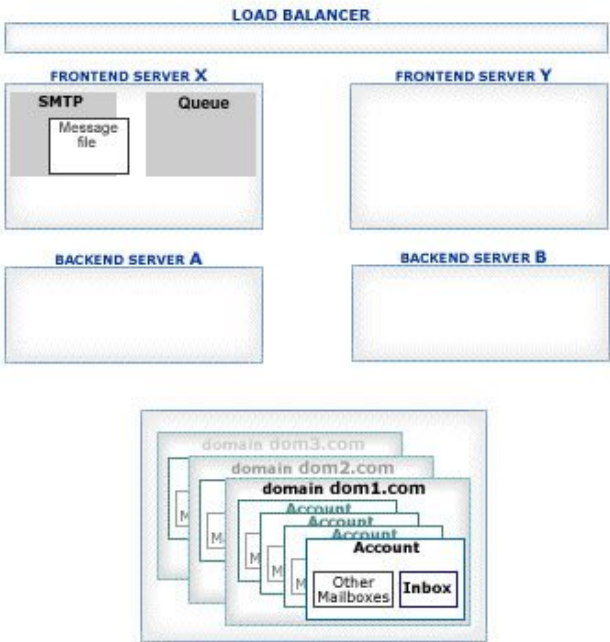 LOAD BALANCER
FRONTEND SERVER X
FRONTEND SERVER Y
SMTP
Queue
Message
file
BACKEND SERVER A
BACKEND SERVER B
domain dom3.com
domain dom2.com
domain dom1.com
Account
Account
Account
Account
M
M
M
M
M
Other
Mailboxes
Inbox